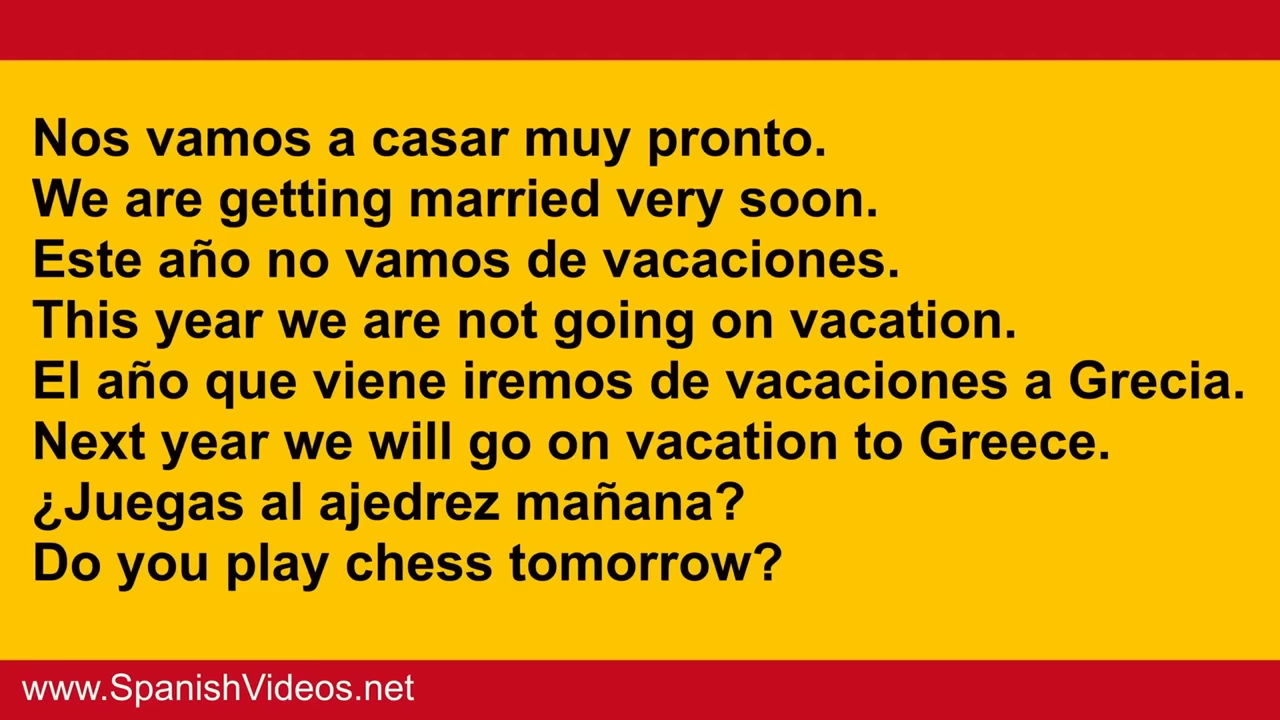 Nos vamos a casar muy pronto.
We are getting married very soon.
Este año no vamos de vacaciones.
This year we are not going on vacation.
El año que viene iremos de vacaciones a Grecia.
Next year we will go on vacation to Greece.
¿Juegas al ajedrez mañana?
Do you play chess tomorrow?
www.SpanishVideos.net